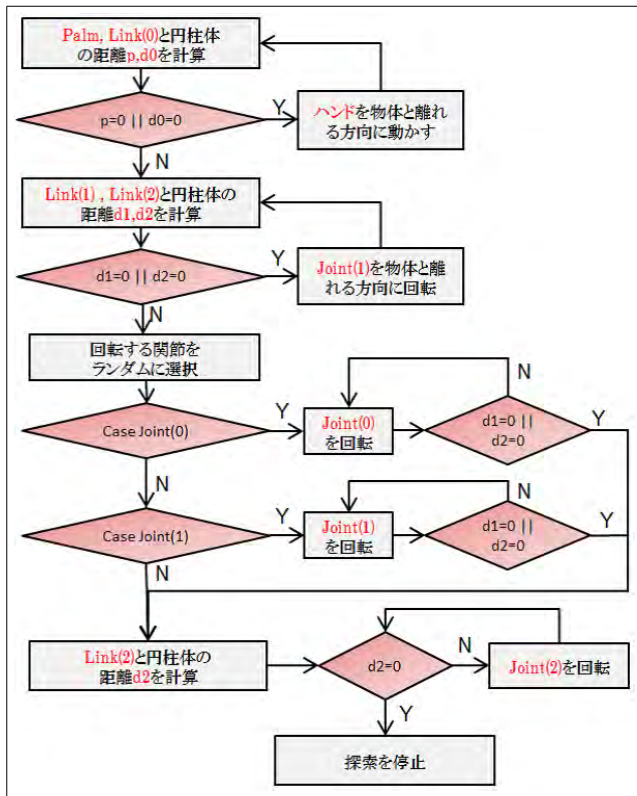 Palm, Link(0)と円柱体
の距離p,d0を計算
p=0 || d0=0
Y
ハンドを物体と離れ
る方向に動かす
N
Link(1) , Link(2)と円柱体の
距離d1,d2を計算
d1=0 || d2=0
Y
Joint(1)を物体と離
れる方向に回転
N
回転する関節を
ランダムに選択
Case Joint(0)
Y
Joint(0)
を回転
N
d1=0 ||
d2=0
Y
N
Case Joint(1)
Y
Joint(1)
を回転
N
d1=0 ||
d2=0
Y
N
Link(2)と円柱体の
距離d2を計算
d2=0
N
Joint(2)を回転
Y
探索を停止